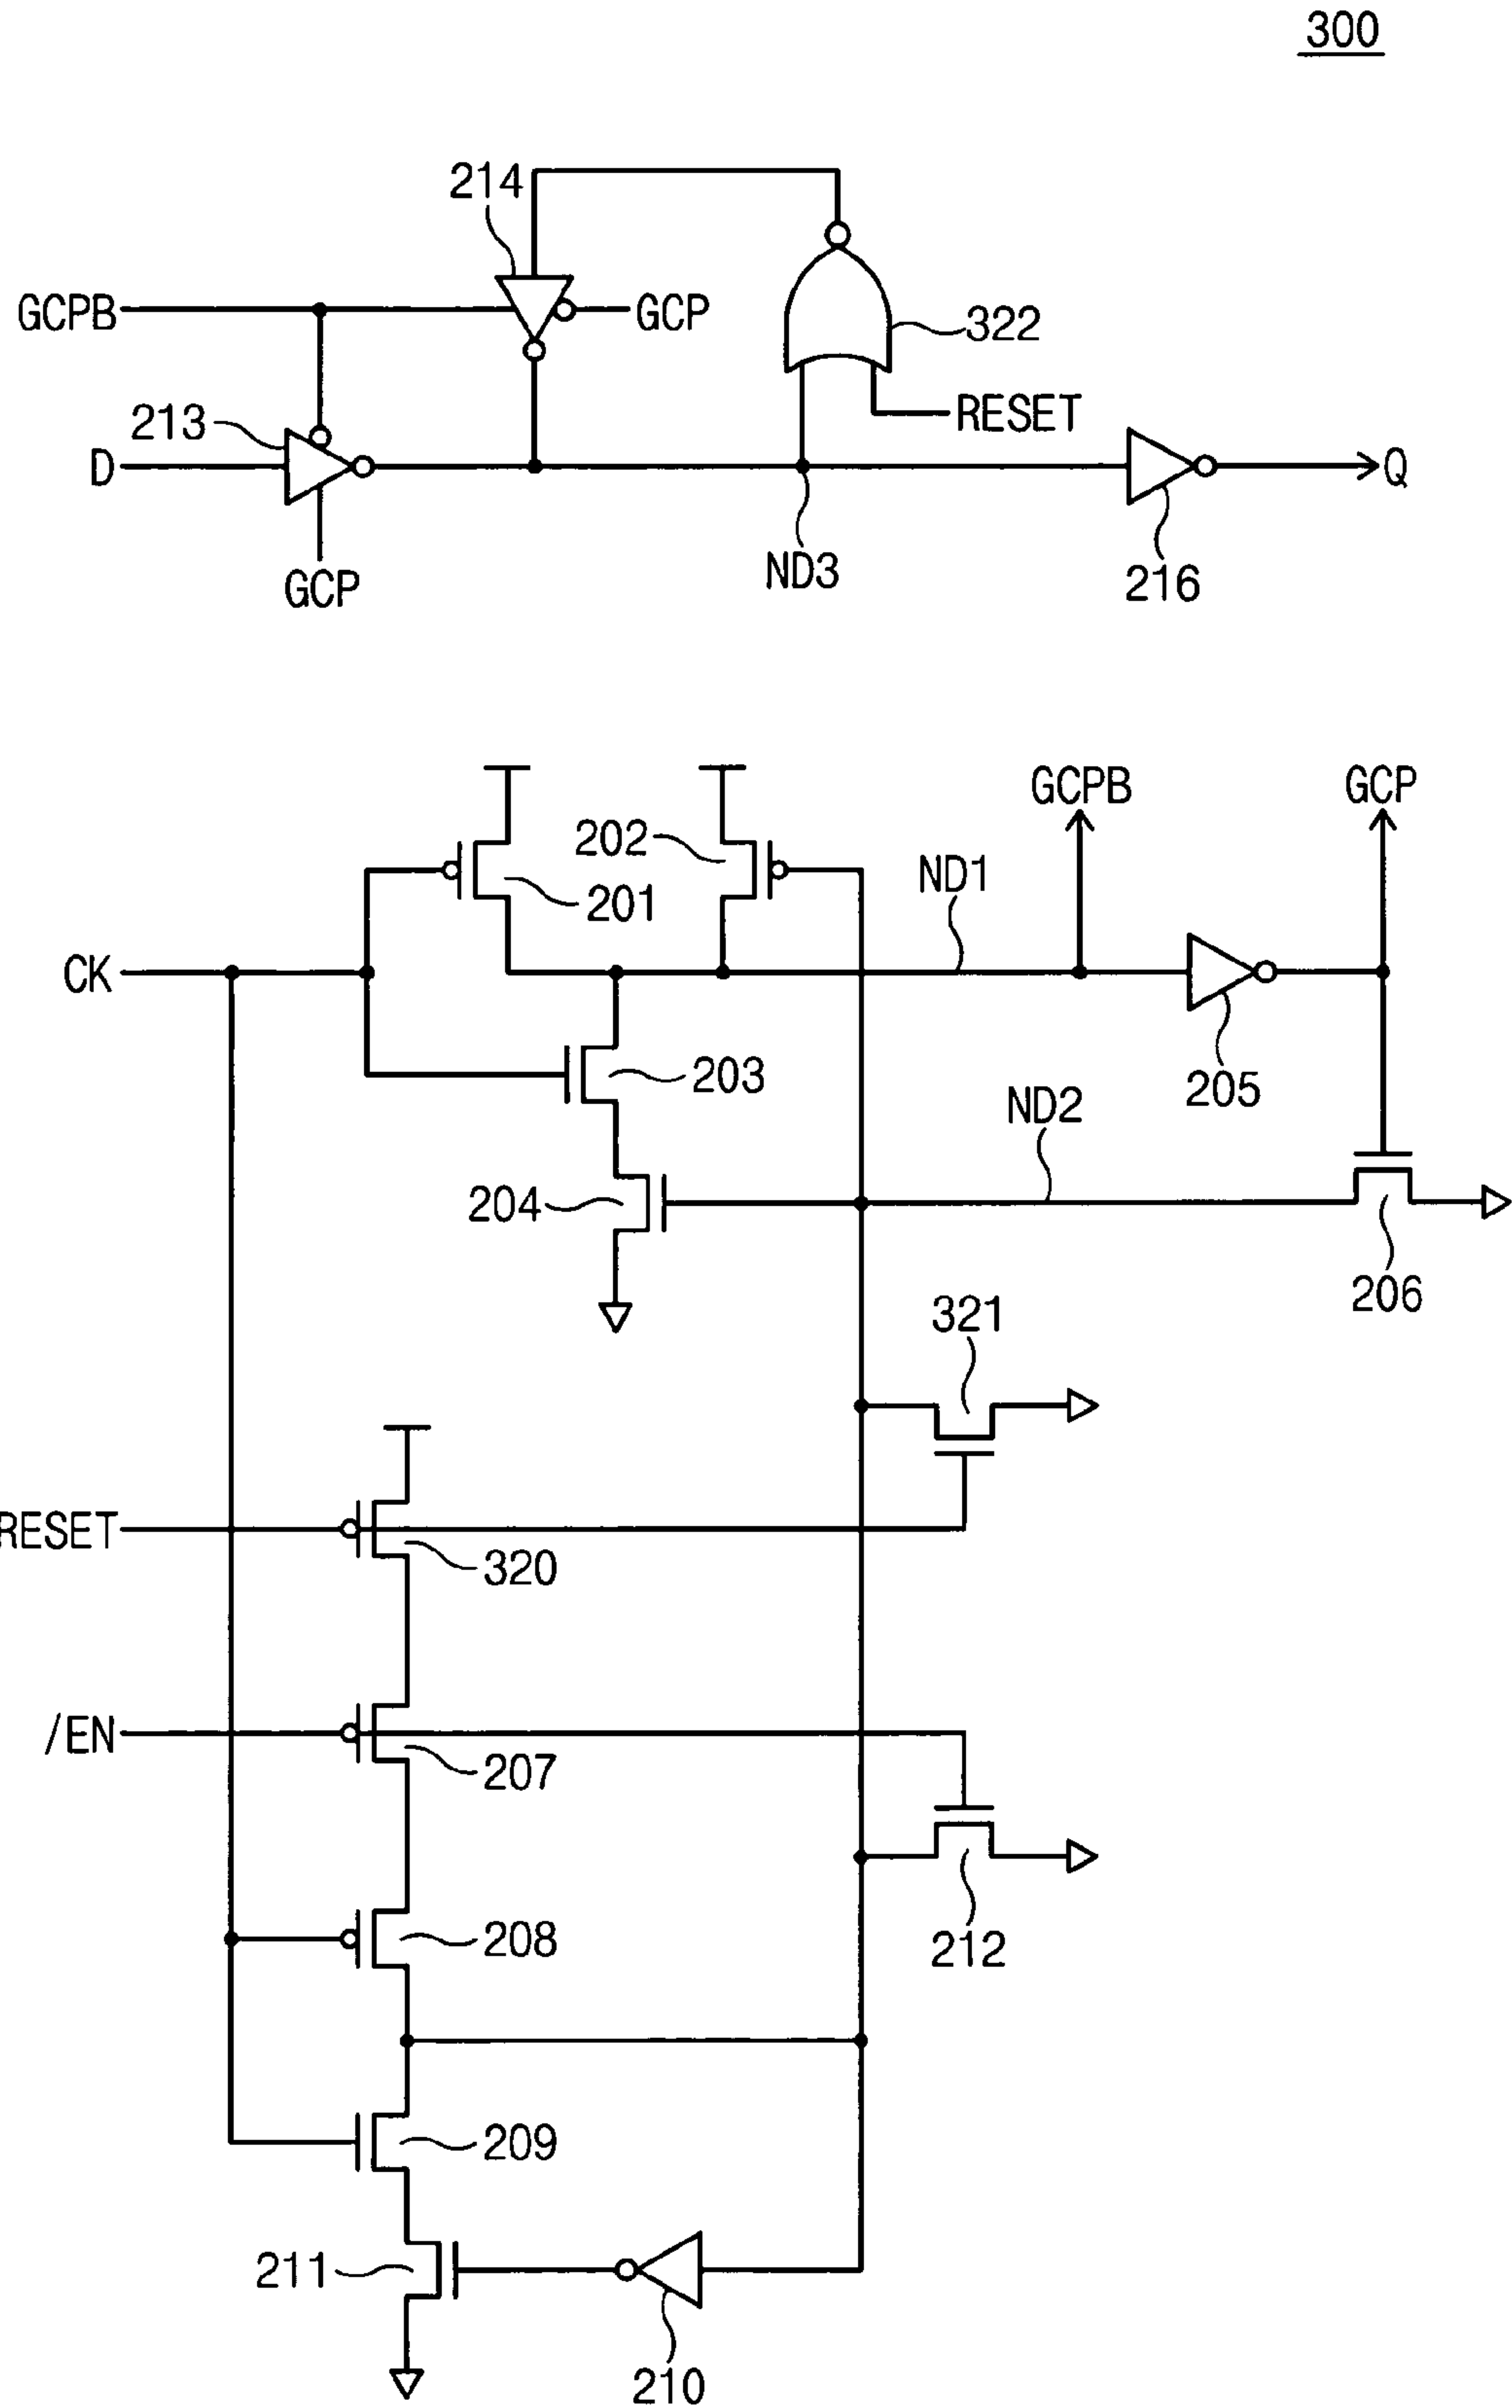 300
214
GCPB
GCP
322
213
RESET
D
Q
ND3
GCP
216
GCPB
GCP
202
ND1
201
CK
203
205
ND2
204
206
321
RESET
320
/EN
207
208
212
209
211
210